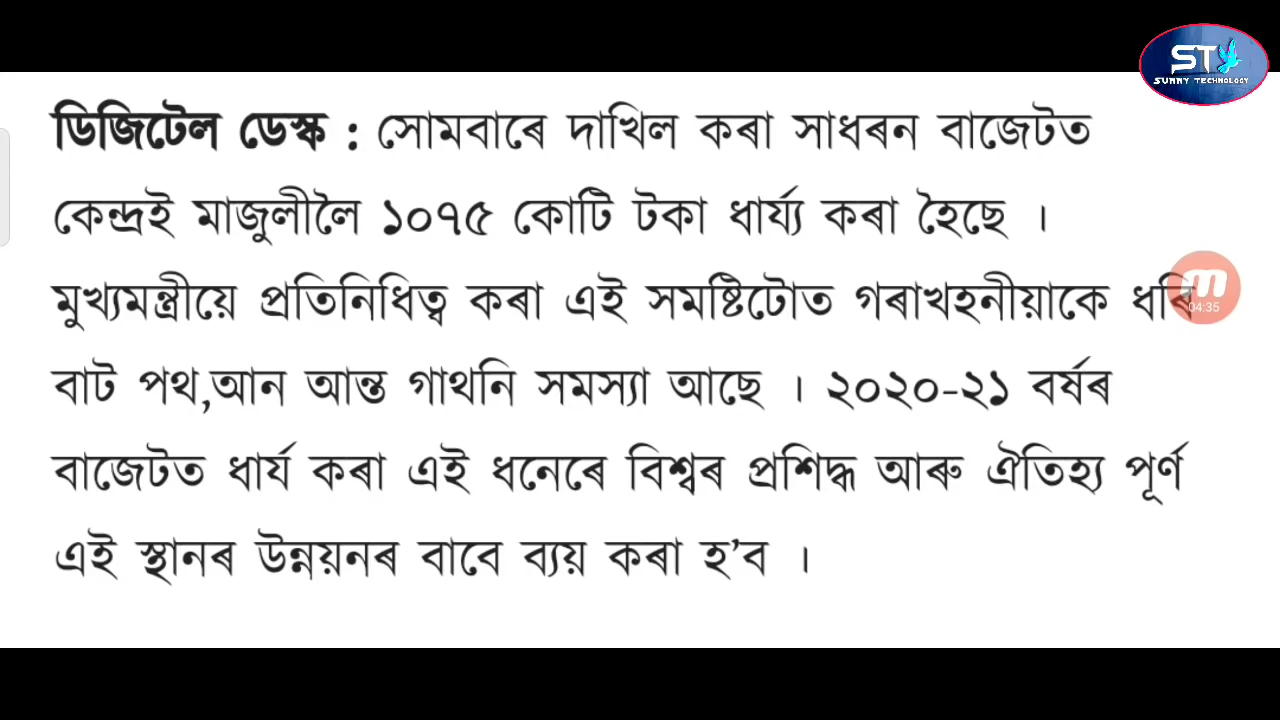 ST
SUNNY TECHNOLOGY
ডিজিটেল ডেস্ক : সোমবাৰে দাখিল কৰা সাধৰন বাজেটত
কেন্দ্ৰই মাজুলীলৈ ১০৭৫ কোটি টকা ধাৰ্য্য কৰা হৈছে ।
মুখ্যমন্ত্ৰীয়ে প্ৰতিনিধিত্ব কৰা এই সমষ্টিটোত গৰাখহনীয়াকে ধৰি
04:35
বাট পথ,আন আন্ত গাথনি সমস্যা আছে । ২০২০-২১ বৰ্ষৰ
বাজেটত ধাৰ্য কৰা এই ধনেৰে বিশ্বৰ প্ৰশিদ্ধ আৰু ঐতিহ্য পূৰ্ণ
এই স্থানৰ উন্নয়নৰ বাবে ব্যয় কৰা হ’ব ।